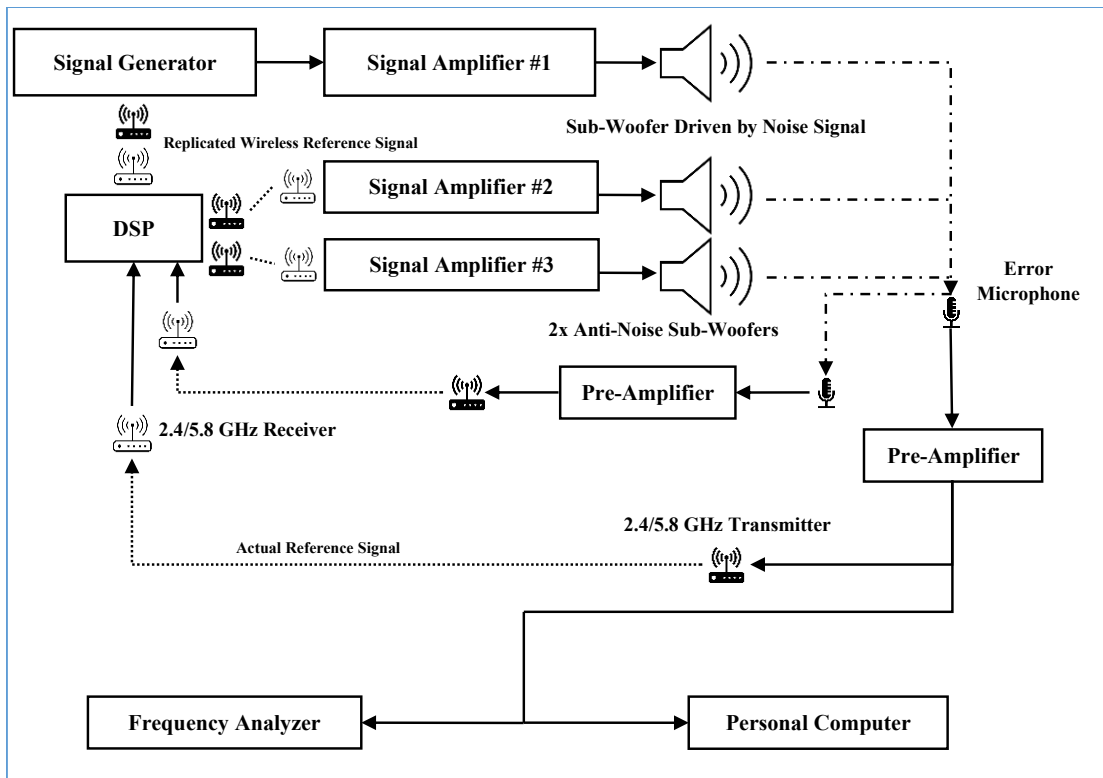 Signal Generator
Signal Amplifier #1
Sub-Woofer Driven by Noise Signal
Replicated Wireless Reference Signal
Signal Amplifier #2
DSP
Signal Amplifier #3
Error
Microphone
2x Anti-Noise Sub-Woofers
Pre-Amplifier
2.4/5.8 GHz Receiver
Pre-Amplifier
2.4/5.8 GHz Transmitter
Actual Reference Signal
Frequency Analyzer
Personal Computer